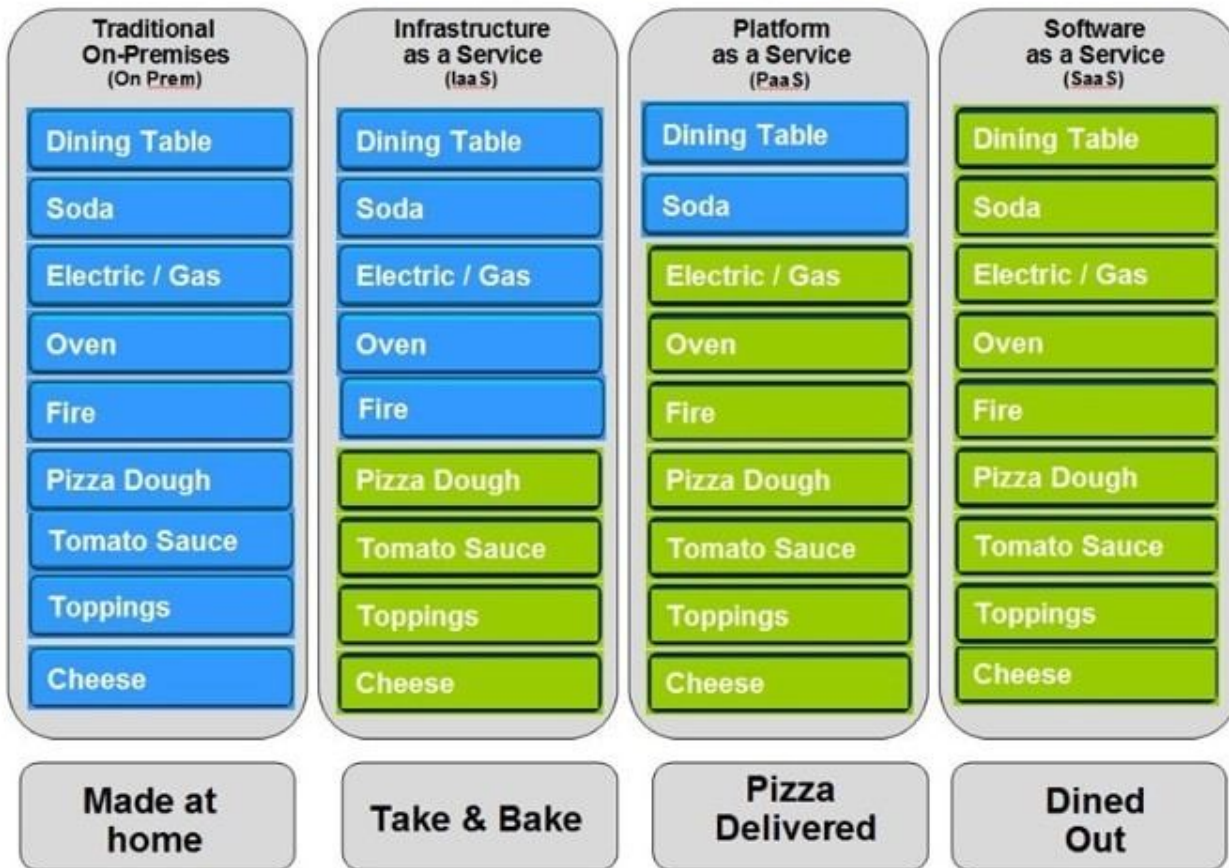 Traditional
On-Premises
(On Prem)
Dining Table
Soda
Electric / Gas
Oven
Fire
Pizza Dough
Tomato Sauce
Toppings
Cheese
Made at
home
Infrastructure
as a Service
(IaaS)
Dining Table
Soda
Electric / Gas
Oven
Fire
Pizza Dough
Tomato Sauce
Toppings
Cheese
Take & Bake
Platform
as a Service
(PaaS)
Dining Table
Soda
Electric / Gas
Oven
Fire
Pizza Dough
Tomato Sauce
Toppings
Cheese
Pizza
Delivered
Software
as a Service
(SaaS)
Dining Table
Soda
Electric / Gas
Oven
Fire
Pizza Dough
Tomato Sauce
Toppings
Cheese
Dined
Out